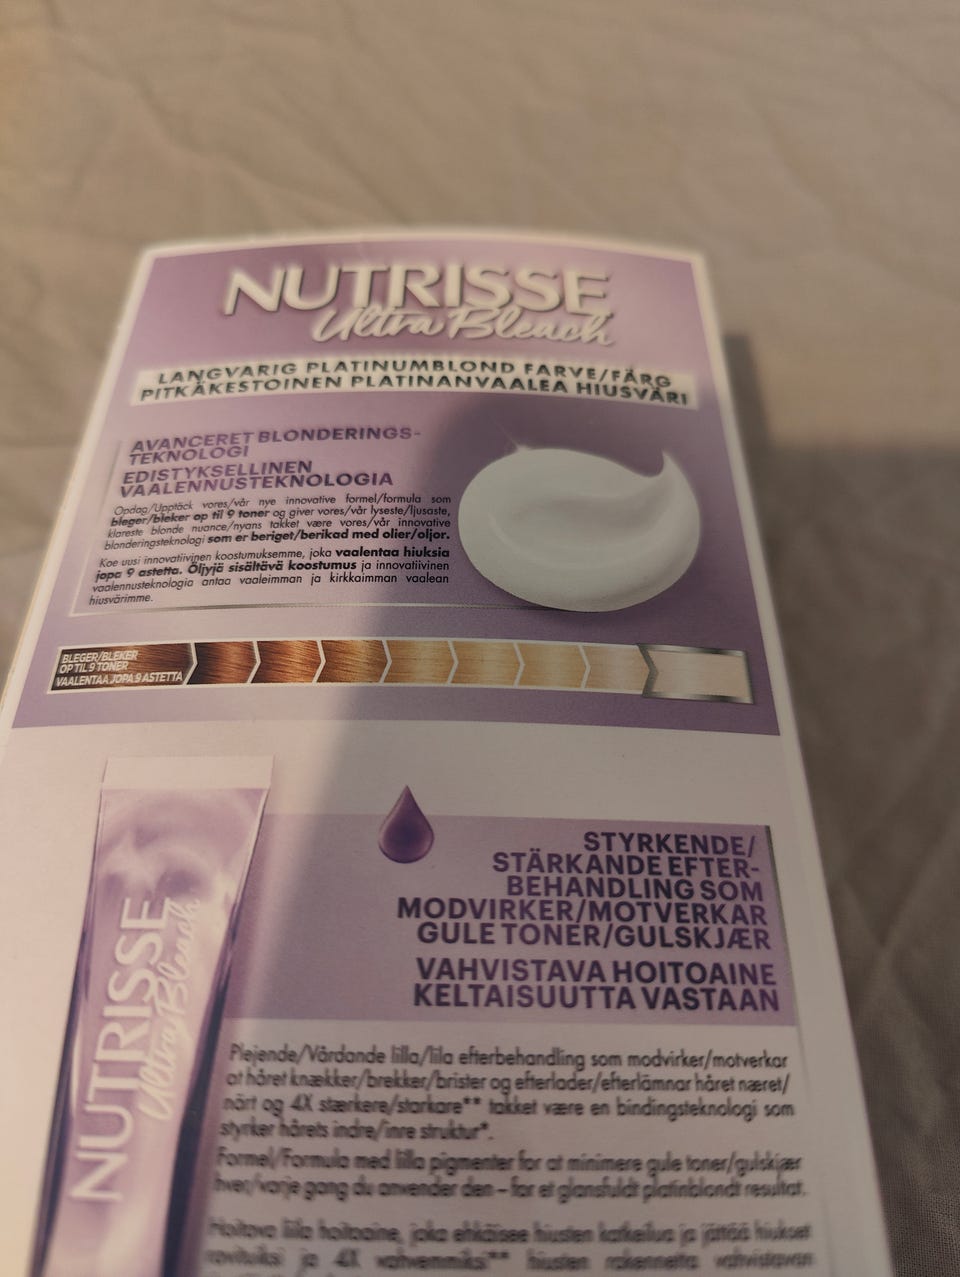 NUTRISSE
Ultra Bleach
LANGVARIG PLATINUMBLOND FARVE/FÄRG
PITKÄKESTOINEN PLATINANVAALEA HIUSVÄRI
AVANCERET BLONDERINGS-
TEKNOLOGI
EDISTYKSELLINEN
VAALENNUSTEKNOLOGIA
Opdag/Upptäck vores/vår nye innovative formel/formula som
bleger/bleker op til 9 toner og giver vores/vår lyseste/ljusaste,
klareste blonde nuance/nyans takket være vores/vår innovative
blonderingsteknologi som er beriget/berikad med olier/oljor.
Koe uusi innovatiivinen koostumuksemme, joka vaalentaa hiuksia
jopa 9 astetta. Öljyjä sisältävä koostumus ja innovatiivinen
vaalennusteknologia antaa vaaleimman ja kirkkaimman vaalean
hiusvärimme.
BLEGER/BLEKER
OP TIL 9 TONER
VAALENTAA JOPA 9 ASTETTA
STYRKENDE/
STÄRKANDE EFTER-
BEHANDLING SOM
MODVIRKER/MOTVERKAR
GULE TONER/GULSKJÆR
VAHVISTAVA HOITOAINE
KELTAISUUTTA VASTAAN
NUTRISSE
Ultra Bleach
Plejende/Vårdande lilla/lila efterbehandling som modvirker/motverkar
at håret knækker/brekker/brister og efterlader/efterlämnar håret næret/
närt og 4X stærkere/starkare** takket være en bindingsteknologi som
styrker hårets indre/inre struktur*.
Formel/Formula med lilla pigmenter for at minimere gule toner/gulskjær
hver/varje gang du anvender den – for et glansfuldt platinblondt resultat.
Hoitava liila hoitoaine, joka ehkäisee hiusten katkeilua ja jättää hiukset
ravituiksi ja 4X vahvemmiksi** hiusten rakennetta vahvistavan